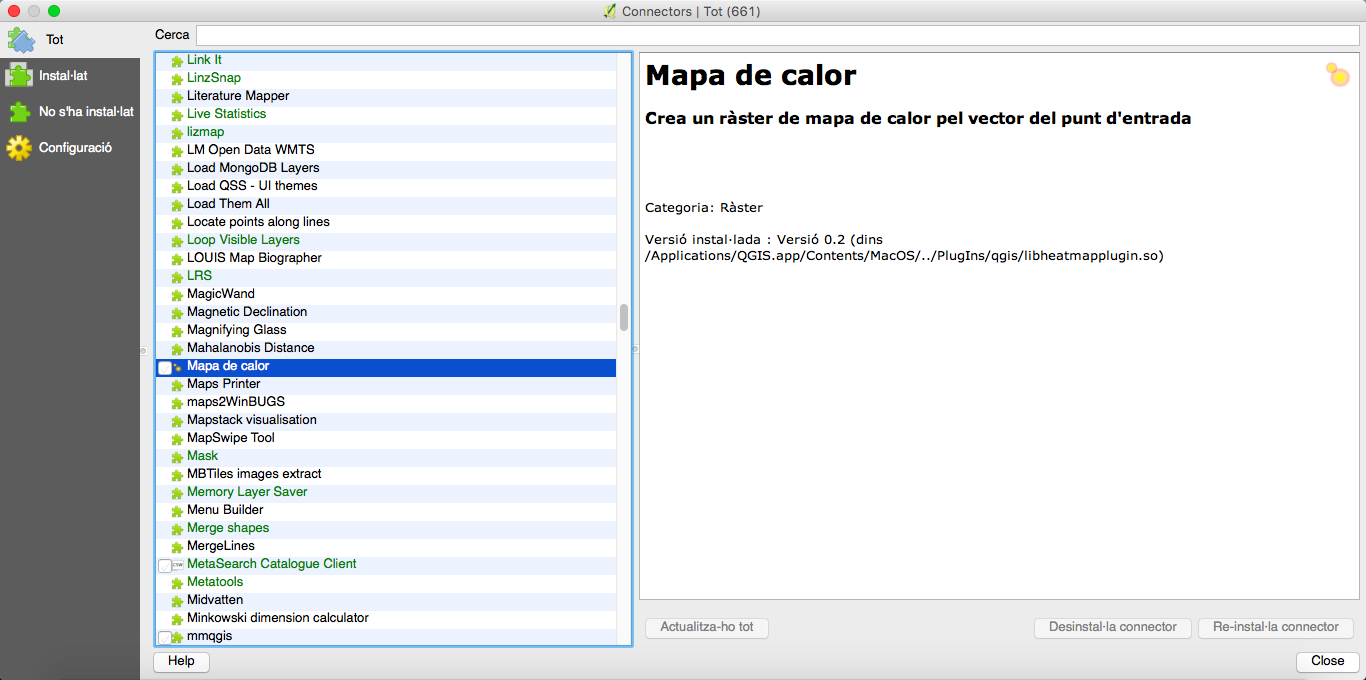 Connectors | Tot (661)
Tot
Instal·lat
No s'ha instal·lat
Configuració
Cerca
Link It
LinzSnap
Literature Mapper
Live Statistics
lizmap
LM Open Data WMTS
Load MongoDB Layers
Load QSS - UI themes
Load Them All
Locate points along lines
Loop Visible Layers
LOUIS Map Biographer
LRS
MagicWand
Magnetic Declination
Magnifying Glass
Mahalanobis Distance
Mapa de calor
Maps Printer
maps2WinBUGS
Mapstack visualisation
MapSwipe Tool
Mask
MBTiles images extract
Memory Layer Saver
Menu Builder
Merge shapes
MergeLines
CSW MetaSearch Catalogue Client
Metatools
Midvatten
Minkowski dimension calculator
mmqgis
Mapa de calor
Crea un ràster de mapa de calor pel vector del punt d'entrada
Categoria: Ràster
Versió instal·lada : Versió 0.2 (dins
/Applications/QGIS.app/Contents/MacOS/../PlugIns/qgis/libheatmapplugin.so)
Actualitza-ho tot
Desinstal·la connector
Re-instal·la connector
Help
Close